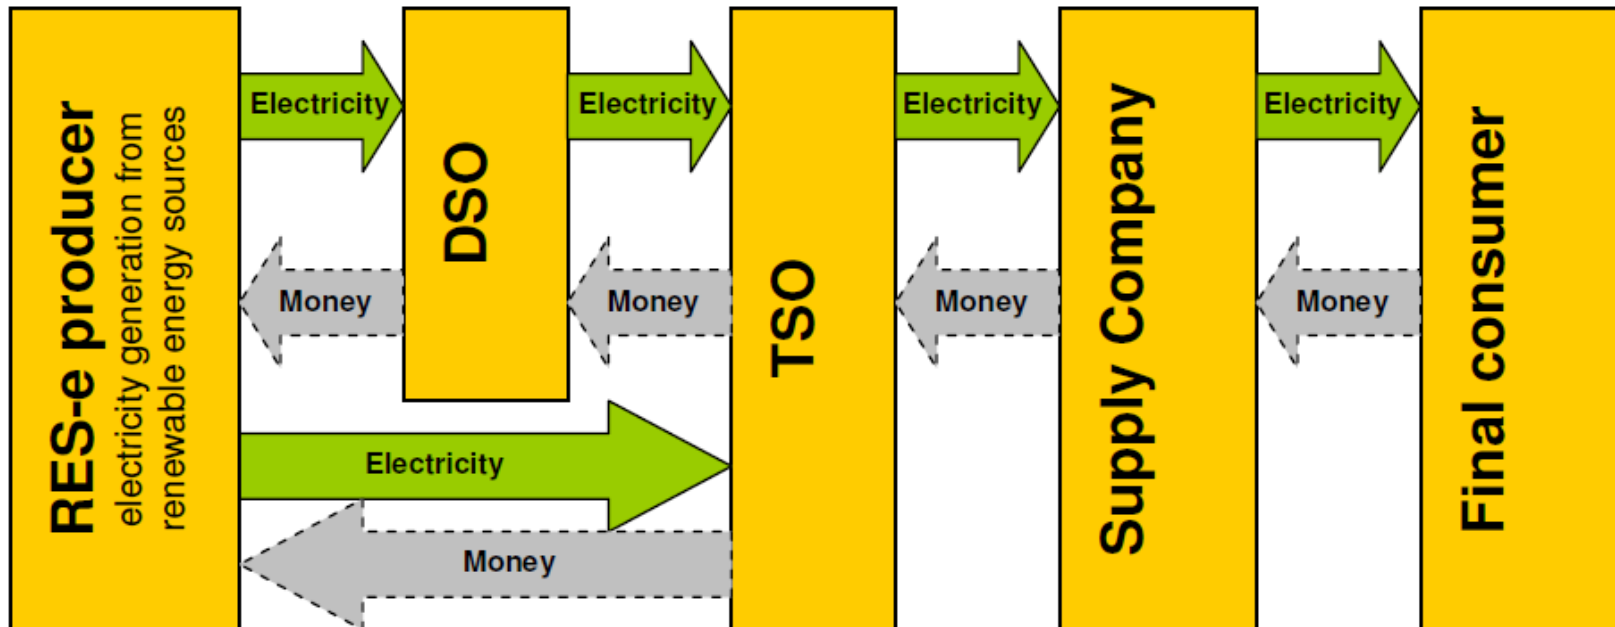 RES-e producer
electricity generation from
renewable energy sources
Electricity
Money
DSO
Electricity
Money
Electricity
Money
TSO
Electricity
Money
Supply Company
Electricity
Money
Final consumer